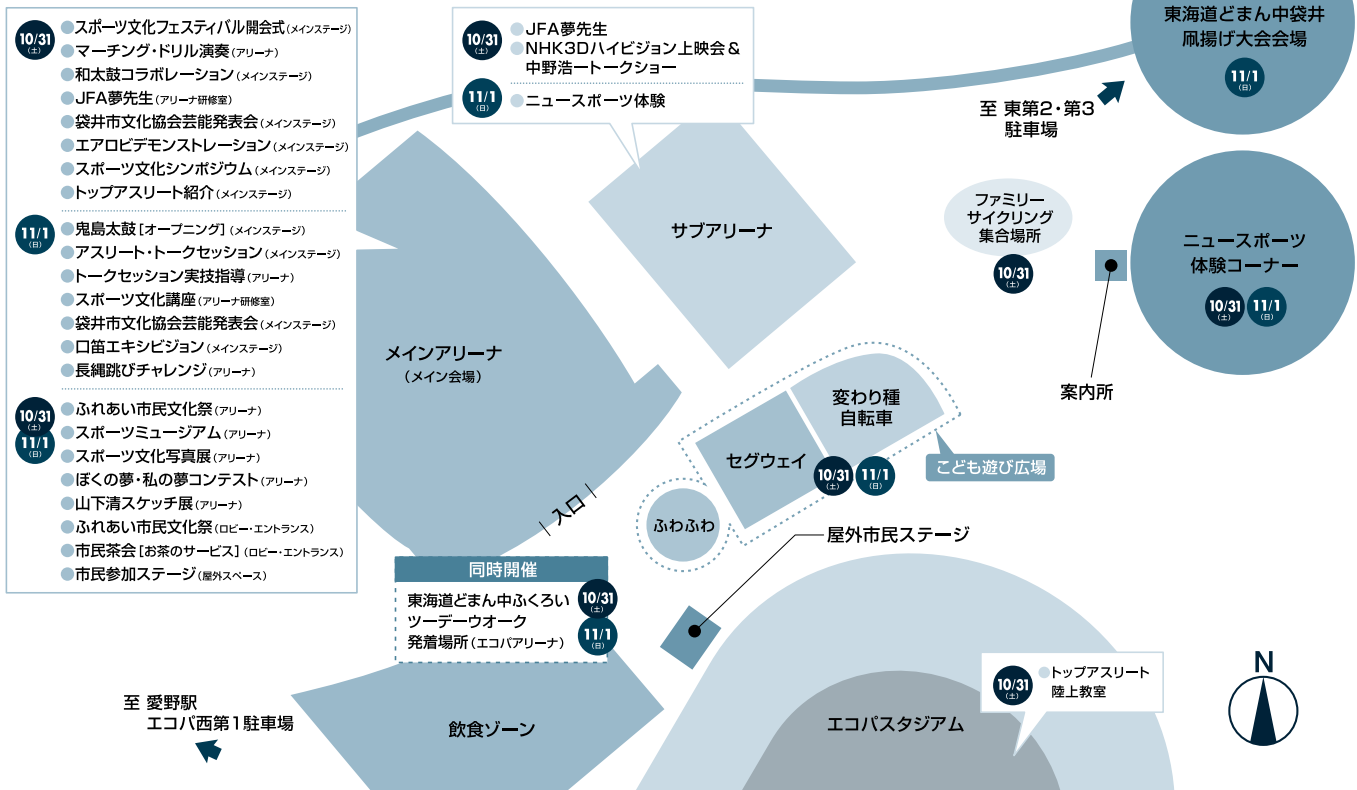 10/31
(土)
スポーツ文化フェスティバル開会式(メインステージ)
マーチング・ドリル演奏(アリーナ)
和太鼓コラボレーション(メインステージ)
JFA夢先生(アリーナ研修室)
袋井市文化協会芸能発表会(メインステージ)
エアロビデモンストレーション(メインステージ)
スポーツ文化シンポジウム(メインステージ)
トップアスリート紹介(メインステージ)
11/1
(日)
鬼島太鼓[オープニング](メインステージ)
アスリート・トークセッション(メインステージ)
トークセッション実技指導(アリーナ)
スポーツ文化講座(アリーナ研修室)
袋井市文化協会芸能発表会(メインステージ)
口笛エキシビジョン(メインステージ)
長縄跳びチャレンジ(アリーナ)
10/31
(土)
11/1
(日)
ふれあい市民文化祭(アリーナ)
スポーツミュージアム(アリーナ)
スポーツ文化写真展(アリーナ)
ぼくの夢・私の夢コンテスト(アリーナ)
山下清スケッチ展(アリーナ)
ふれあい市民文化祭(ロビー・エントランス)
市民茶会[お茶のサービス](ロビー・エントランス)
市民参加ステージ(屋外スペース)
10/31
(土)
JFA夢先生
NHK3Dハイビジョン上映会&
中野浩一トークショー
11/1
(日)
ニュースポーツ体験
東海道どまん中袋井
凧揚げ大会会場
11/1
(日)
至 東第2・第3
駐車場
サブアリーナ
ファミリー
サイクリング
集合場所
10/31
(土)
ニュースポーツ
体験コーナー
10/31
(土)
11/1
(日)
案内所
メインアリーナ
(メイン会場)
変わり種
自転車
セグウェイ
10/31
(土)
11/1
(日)
こども遊び広場
ふわふわ
入口
屋外市民ステージ
同時開催
東海道どまん中ふくろい
ツーデーウオーク
発着場所(エコパアリーナ)
10/31
(土)
11/1
(日)
至 愛野駅
エコパ西第1駐車場
飲食ゾーン
エコパスタジアム
10/31
(土)
トップアスリート
陸上教室
N